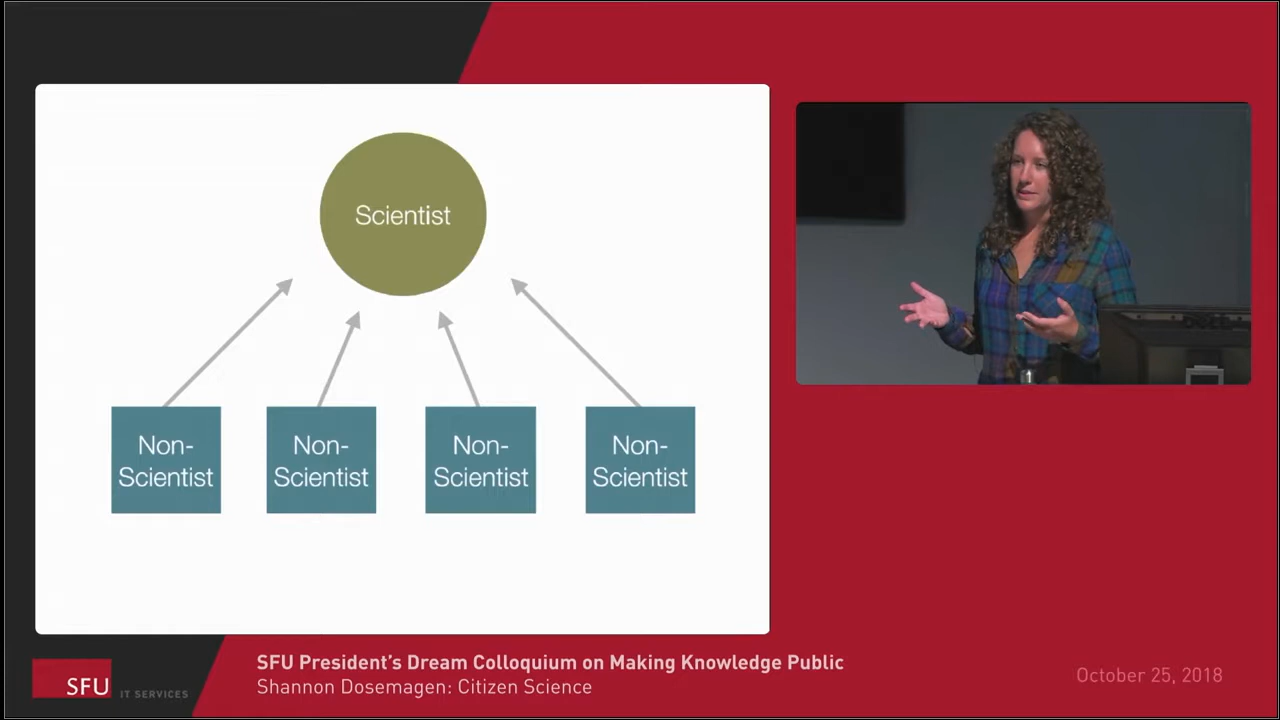 Scientist
Non-
Scientist
Non-
Scientist
Non-
Scientist
Non-
Scientist
SFU
IT SERVICES
SFU President's Dream Colloquium on Making Knowledge Public
Shannon Dosemagen: Citizen Science
October 25, 2018